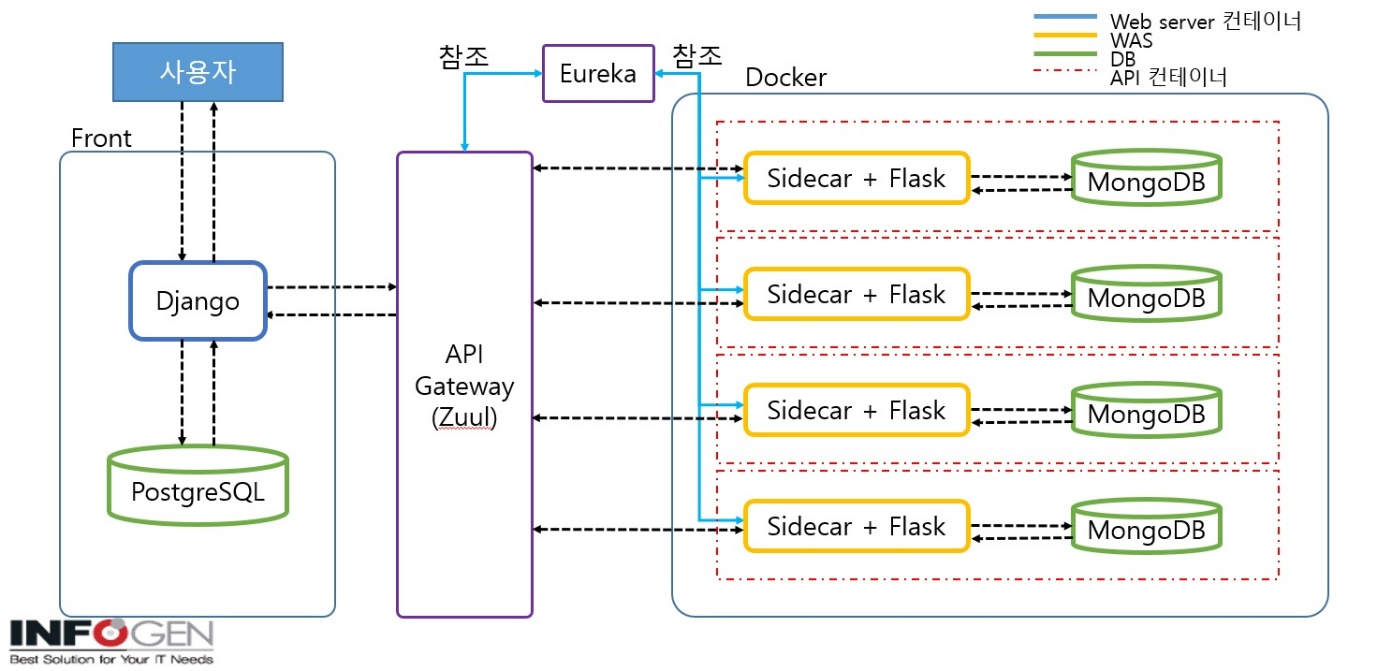 Web server 컨테이너
WAS
DB
API 컨테이너
사용자
참조
Eureka
참조
Docker
Front
Django
PostgreSQL
API
Gateway
(Zuul)
Sidecar + Flask
MongoDB
Sidecar + Flask
MongoDB
Sidecar + Flask
MongoDB
Sidecar + Flask
MongoDB
INFOGEN
Best Solution for Your IT Needs